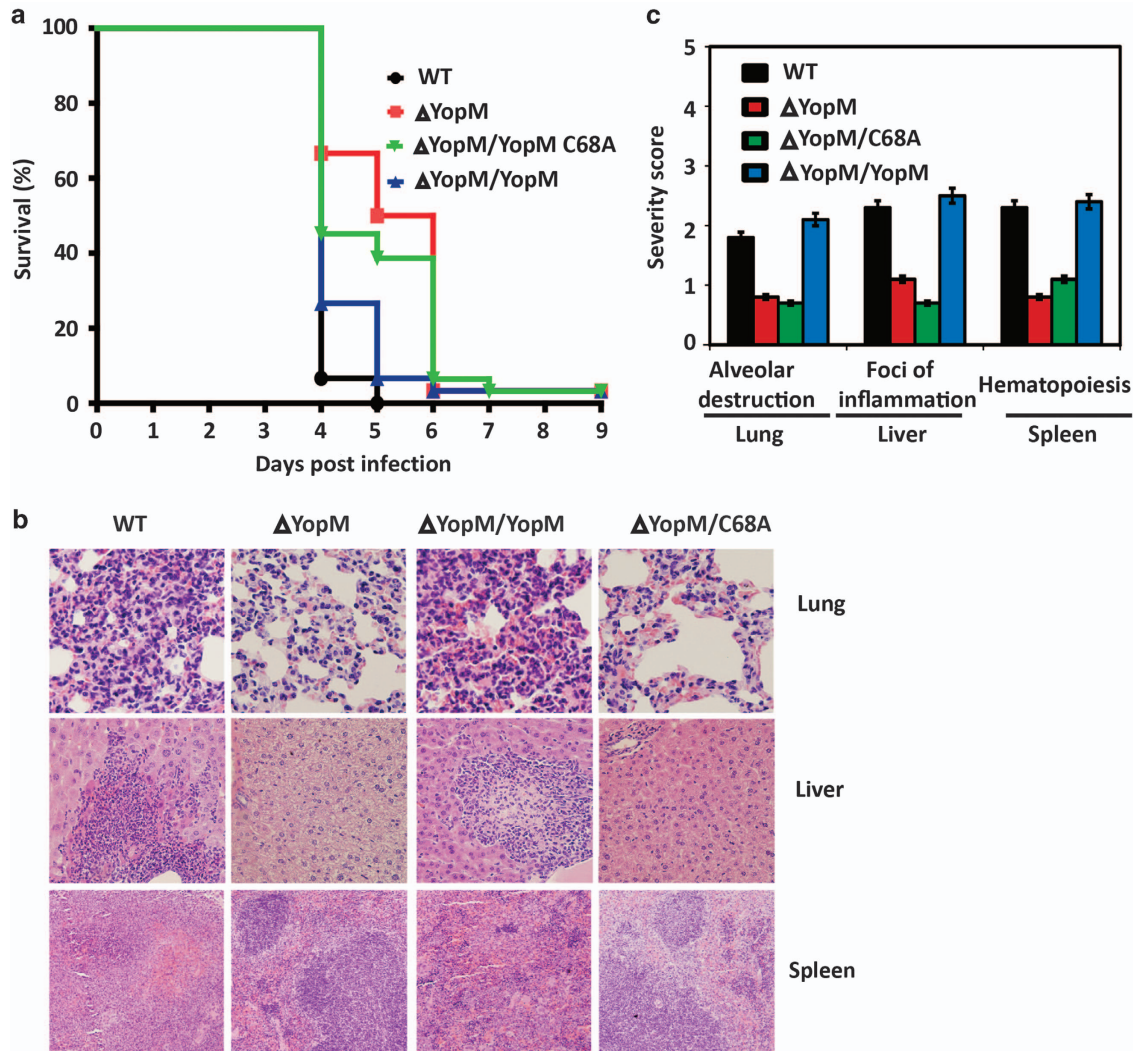 a
100
80
60
40
20
0
Survival (%)
0 1 2 3 4 5 6 7 8 9
Days post infection
WT
ΔYopM
ΔYopM/YopM C68A
ΔYopM/YopM
c
5
4
3
2
1
0
Severity score
WT
ΔYopM
ΔYopM/C68A
ΔYopM/YopM
Alveolar
destruction
Lung
Foci of
inflammation
Liver
Hematopoiesis
Spleen
b
WT ΔYopM ΔYopM/YopM ΔYopM/C68A
Lung
Liver
Spleen